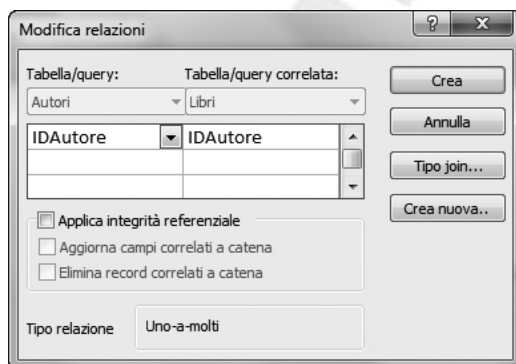 Modifica relazioni
?
X
Tabella/query: Tabella/query correlata:
Autori Libri
IDAutore IDAutore
Applica integrità referenziale
Aggiorna campi correlati a catena
Elimina record correlati a catena
Tipo relazione Uno-a-molti
Crea
Annulla
Tipo join...
Crea nuova..